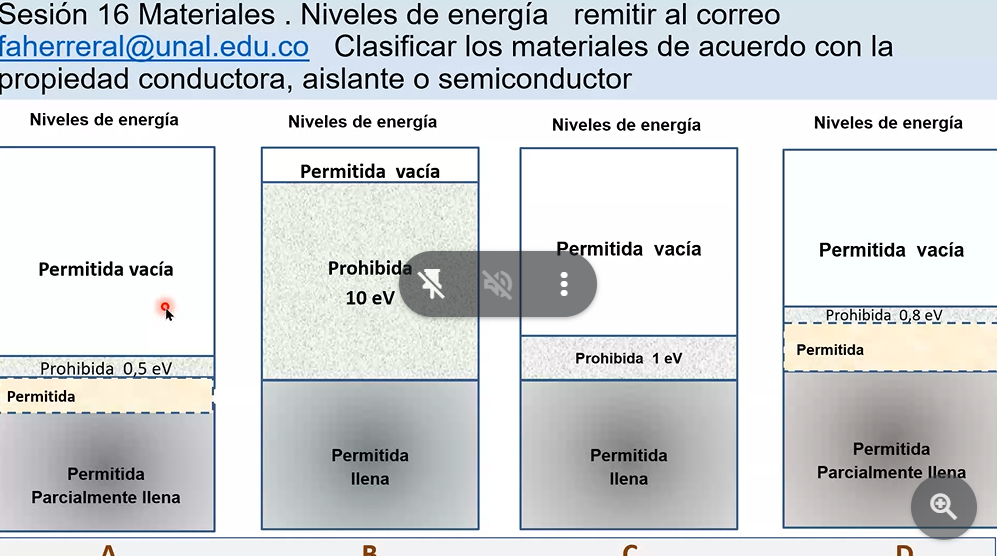 Sesión 16 Materiales . Niveles de energía remitir al correo
faherreral@unal.edu.co Clasificar los materiales de acuerdo con la
propiedad conductora, aislante o semiconductor
Niveles de energía
Permitida vacía
Prohibida 0,5 eV
Permitida
Permitida
Parcialmente llena
A
Niveles de energía
Permitida vacía
Prohibida
10 eV
Permitida
llena
B
Niveles de energía
Permitida vacía
Prohibida 1 eV
Permitida
llena
C
Niveles de energía
Permitida vacía
Prohibida 0,8 eV
Permitida
Permitida
Parcialmente llena
D